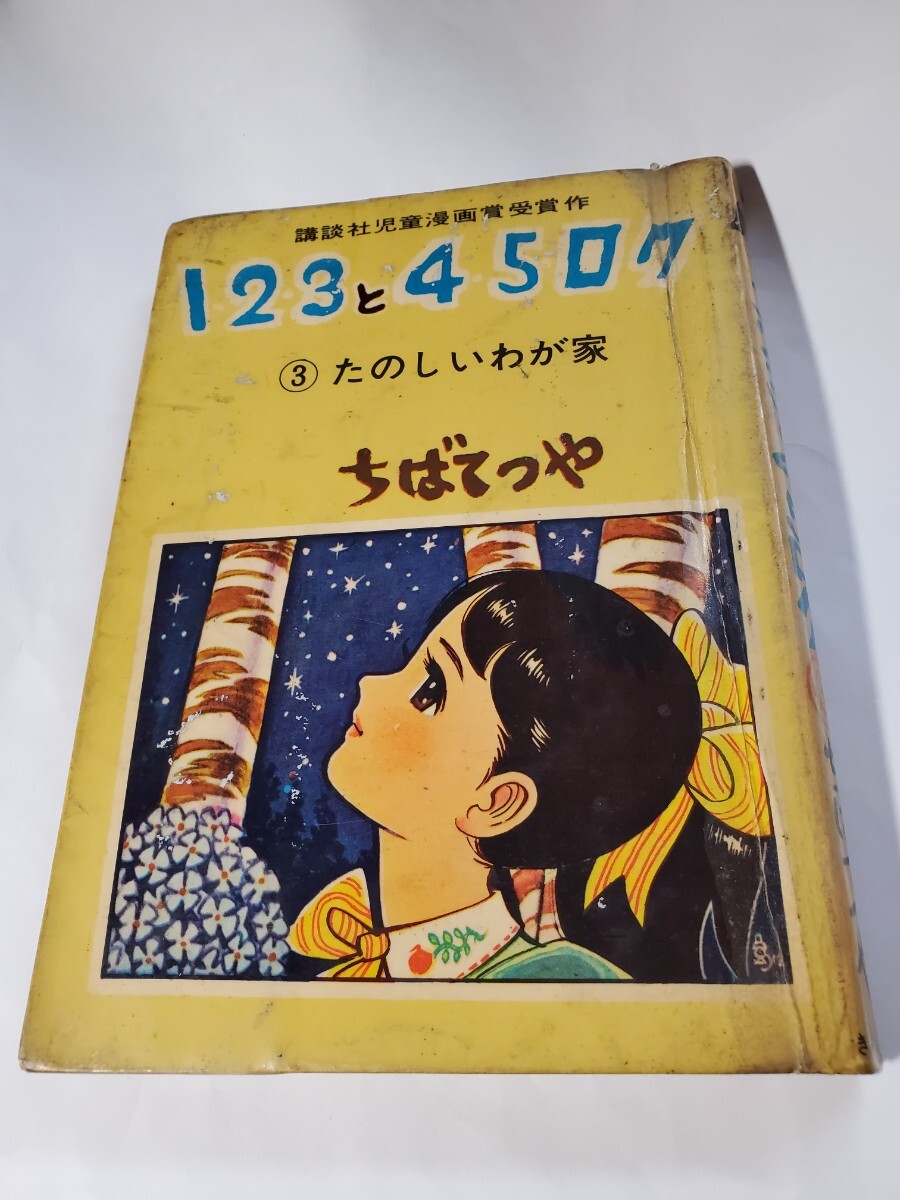 講談社児童漫画賞受賞作
1・2・3と4・5・ロク
③ たのしいわが家
ちばてつや